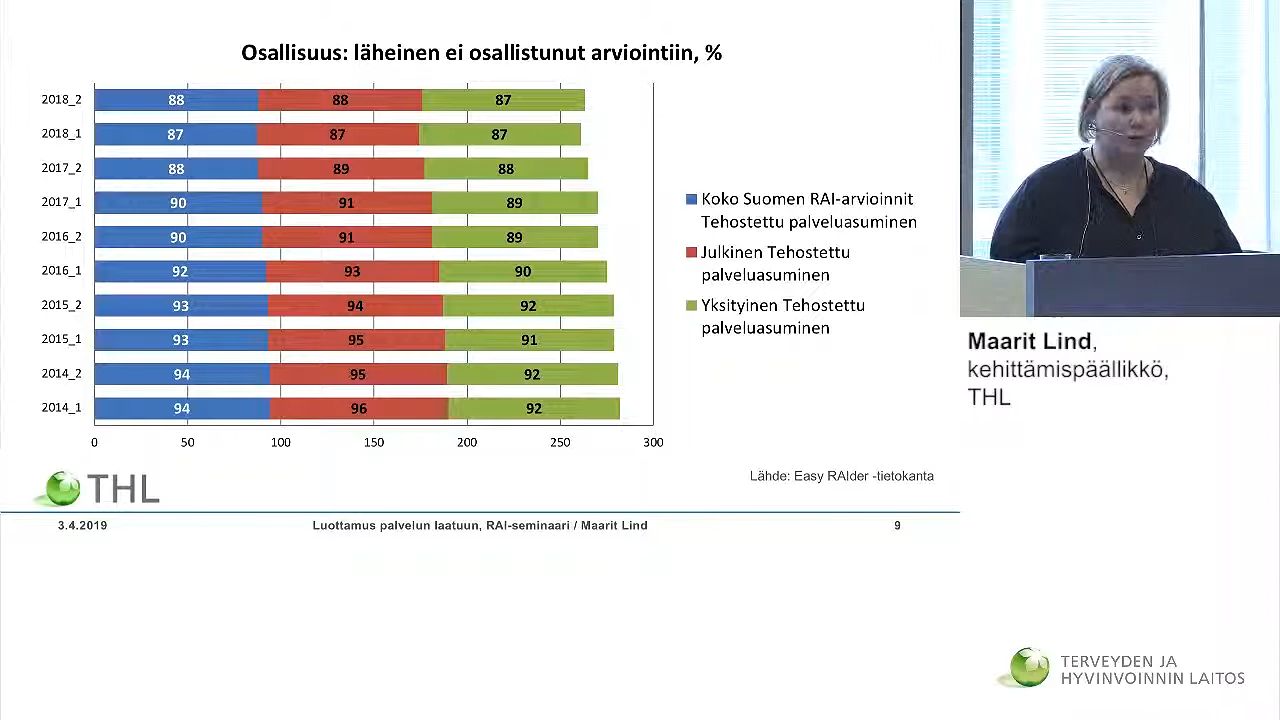 arviointiin, %
2018_2 88 88 87
2018_1 87 87 87
2017_2 88 89 88
2017_1 90 91 89
2016_2 90 91 89
2016_1 92 93 90
2015_2 93 94 92
2015_1 93 95 91
2014_2 94 95 92
2014_1 94 96 92
0 50 100 150 200 250 300
Koko Suomen RAI-arvioinnit
Tehostettu palveluasuminen
Julkinen Tehostettu
palveluasuminen
Yksityinen Tehostettu
palveluasuminen
Lähde: Easy RAIder -tietokanta
THL
3.4.2019 Luottamus palvelun laatuun, RAI-seminaari / Maarit Lind 9
Maarit Lind,
kehittämispäällikkö,
THL
TERVEYDEN JA
HYVINVOINNIN LAITOS